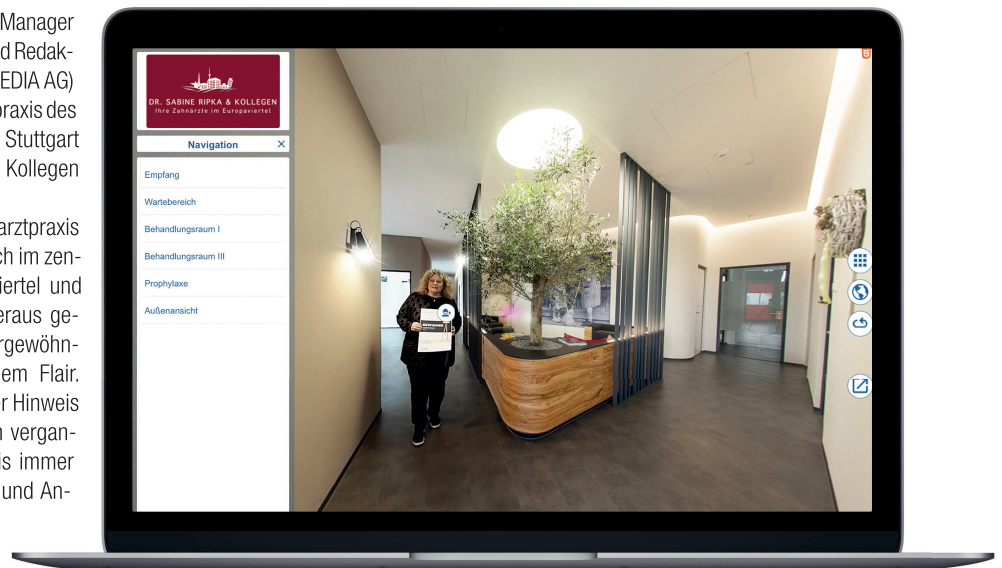 Manager
d Redak-
EDIA AG)
praxis des
Stuttgart
Kollegen
arztpraxis
ch im zen-
iertel und
eraus ge-
rgewöhn-
em Flair.
er Hinweis
n vergan-
is immer
und An-
DR. SABINE RIPKA & KOLLEGEN
Ihre Zahnärzte im Europaviertel
Navigation
Empfang
Wartebereich
Behandlungsraum I
Behandlungsraum III
Prophylaxe
Außenansicht